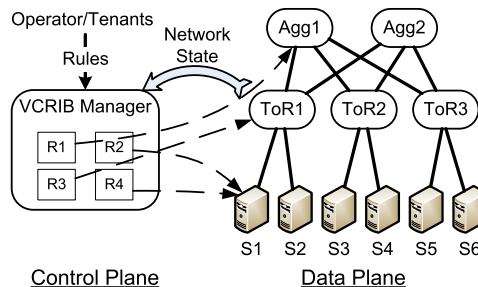 Operator/Tenants
Rules
Network
State
VCRIB Manager
R1
R2
R3
R4
Agg1
Agg2
ToR1
ToR2
ToR3
S1
S2
S3
S4
S5
S6
Control Plane
Data Plane